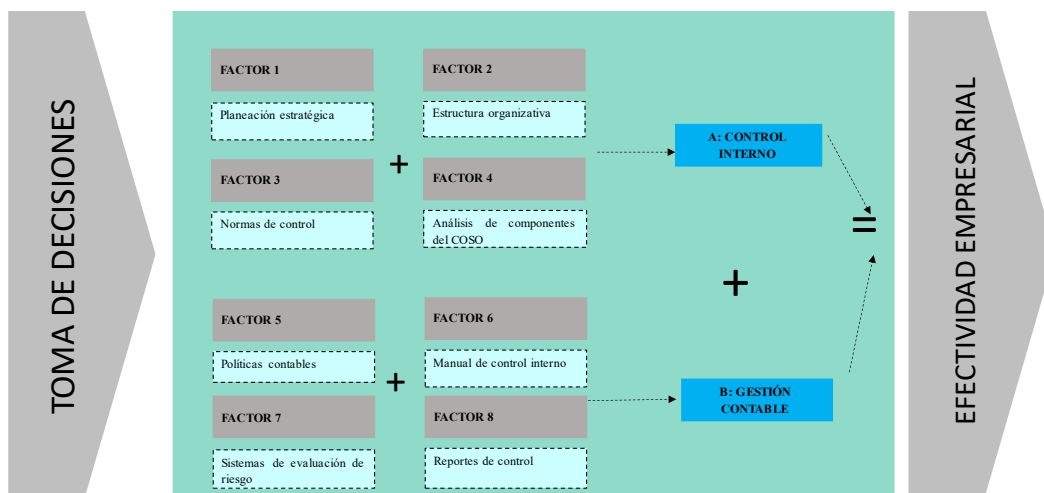 TOMA DE DECISIONES
FACTOR 1
Planeación estratégica
FACTOR 2
Estructura organizativa
FACTOR 3
Normas de control
+
FACTOR 4
Análisis de componentes
del COSO
A: CONTROL
INTERNO
=
+
FACTOR 5
Políticas contables
FACTOR 6
Manual de control interno
+
FACTOR 7
Sistemas de evaluación de
riesgo
FACTOR 8
Reportes de control
B: GESTIÓN
CONTABLE
EFECTIVIDAD EMPRESARIAL